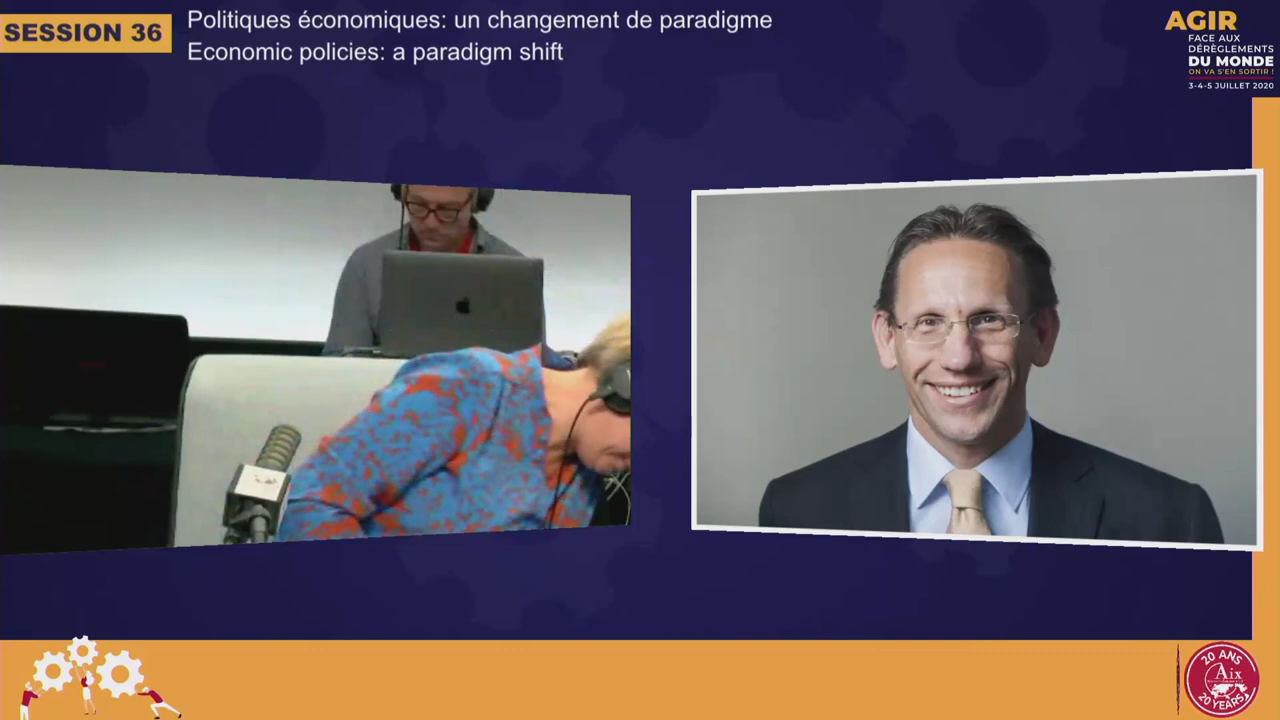 SESSION 36
Politiques économiques: un changement de paradigme
Economic policies: a paradigm shift
AGIR
FACE AUX
DÉRÈGLEMENTS
DU MONDE
ON VA S'EN SORTIR !
3-4-5 JUILLET 2020
20 ANS
Aix
20 YEARS